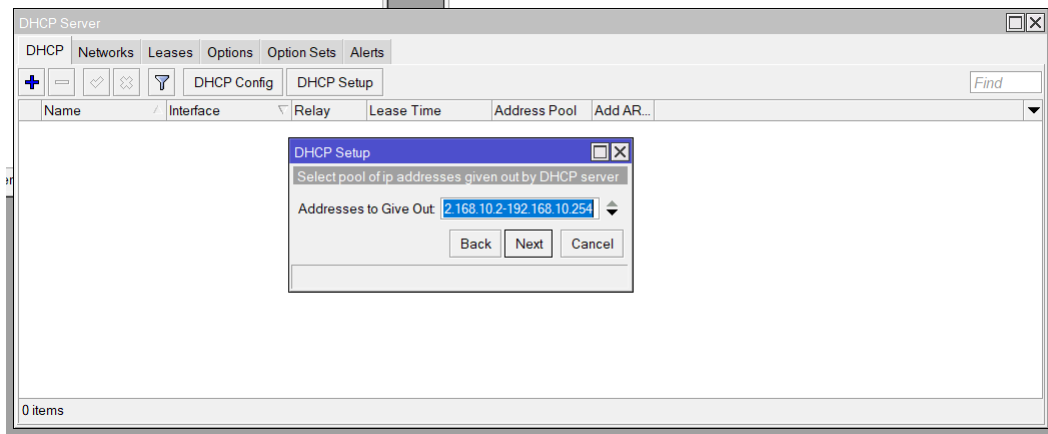 DHCP Server
DHCP Networks Leases Options Option Sets Alerts
DHCP Config DHCP Setup Find
Name Interface Relay Lease Time Address Pool Add AR...
DHCP Setup
Select pool of ip addresses given out by DHCP server
Addresses to Give Out: 2.168.10.2-192.168.10.254
Back Next Cancel
0 items